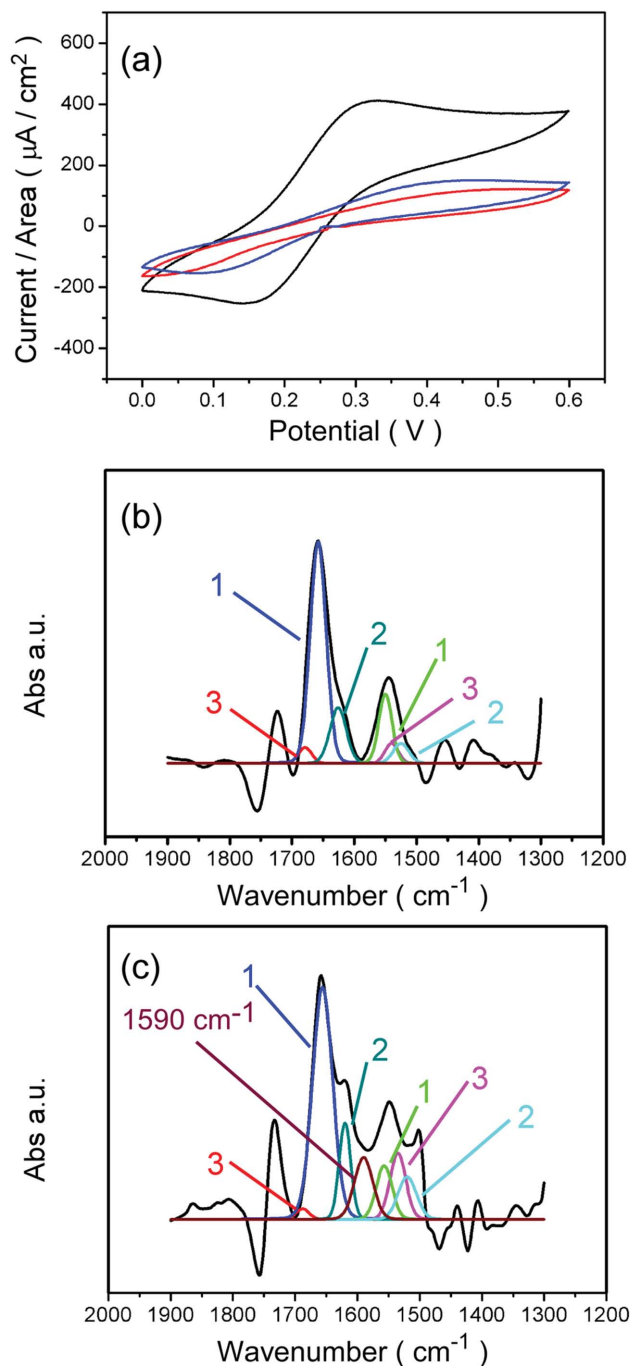 (a)
600
400
200
0
-200
-400
Current / Area ( μA / cm²)
0.0 0.1 0.2 0.3 0.4 0.5 0.6
Potential ( V )
(b)
1
2
1
3
3
2
Abs a.u.
2000 1900 1800 1700 1600 1500 1400 1300 1200
Wavenumber ( cm⁻¹)
(c)
1
1590 cm⁻¹
2
3
1
2
3
Abs a.u.
2000 1900 1800 1700 1600 1500 1400 1300 1200
Wavenumber ( cm⁻¹)